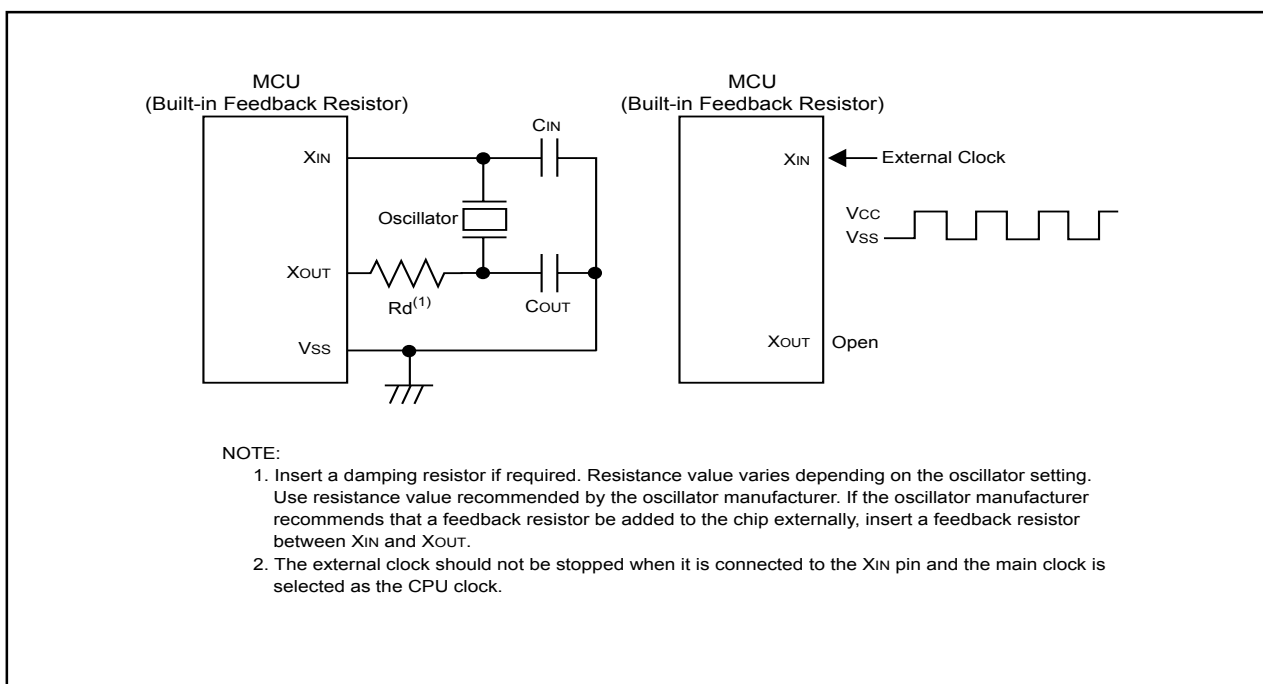 MCU
(Built-in Feedback Resistor)
XIN
CIN
Oscillator
XOUT
Rd(1)
COUT
VSS
MCU
(Built-in Feedback Resistor)
XIN
External Clock
VCC
VSS
XOUT
Open
NOTE:
1. Insert a damping resistor if required. Resistance value varies depending on the oscillator setting.
Use resistance value recommended by the oscillator manufacturer. If the oscillator manufacturer
recommends that a feedback resistor be added to the chip externally, insert a feedback resistor
between XIN and XOUT.
2. The external clock should not be stopped when it is connected to the XIN pin and the main clock is
selected as the CPU clock.